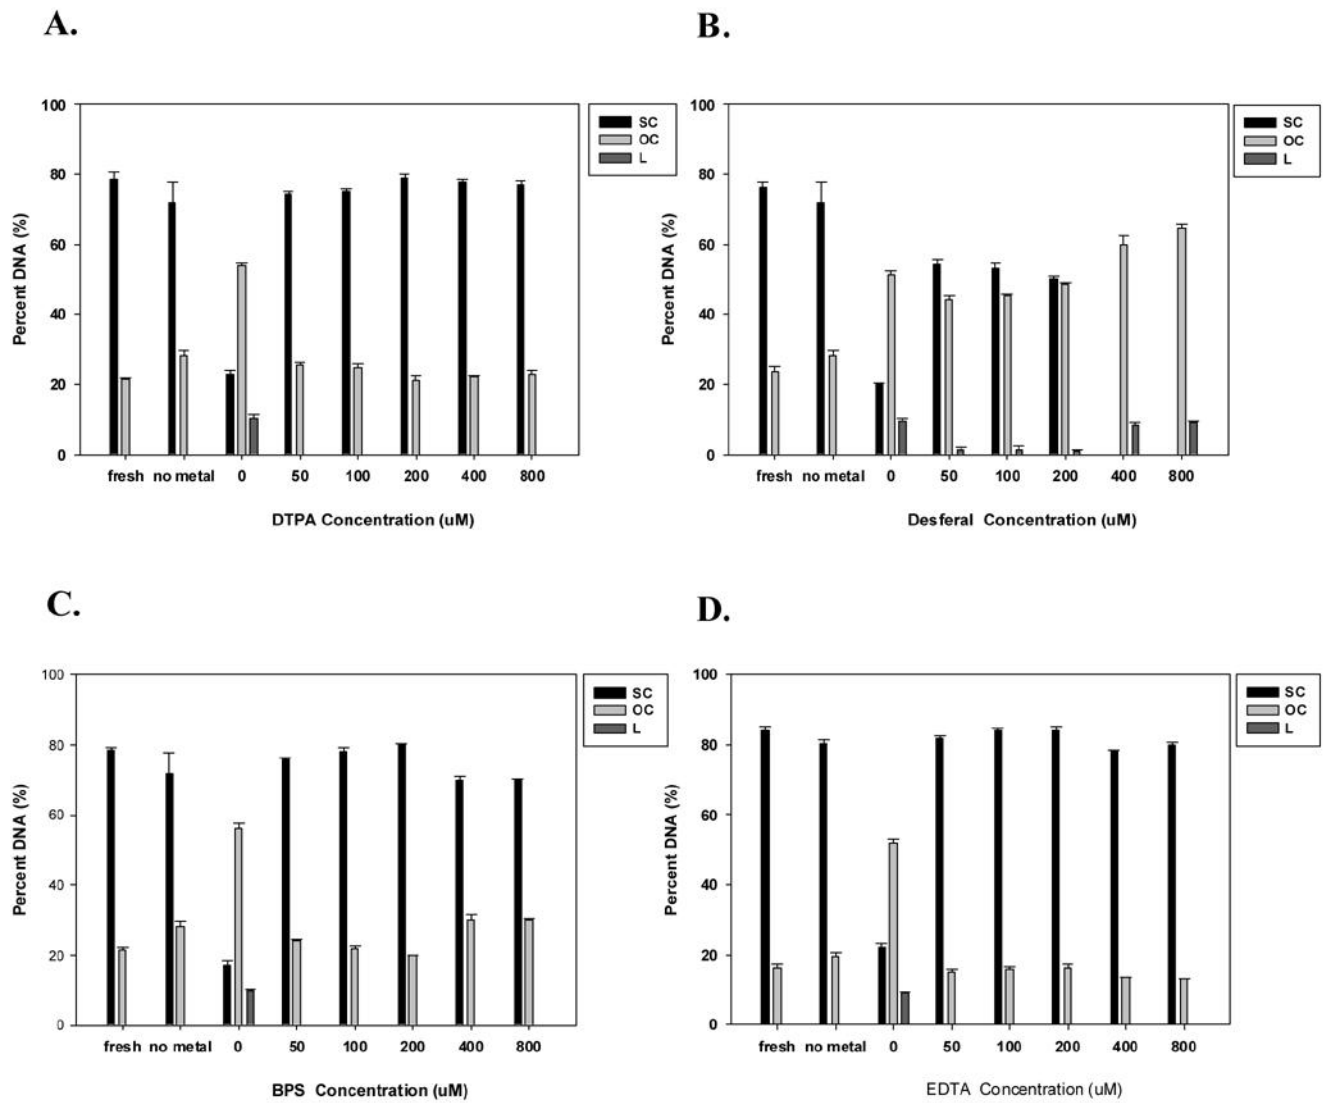 A.
100
80
60
40
20
0
Percent DNA (%)
SC
OC
L
fresh no metal 0 50 100 200 400 800
DTPA Concentration (uM)
B.
100
80
60
40
20
0
Percent DNA (%)
SC
OC
L
fresh no metal 0 50 100 200 400 800
Desferal Concentration (uM)
C.
100
80
60
40
20
0
Percent DNA (%)
SC
OC
L
fresh no metal 0 50 100 200 400 800
BPS Concentration (uM)
D.
100
80
60
40
20
0
Percent DNA (%)
SC
OC
L
fresh no metal 0 50 100 200 400 800
EDTA Concentration (uM)